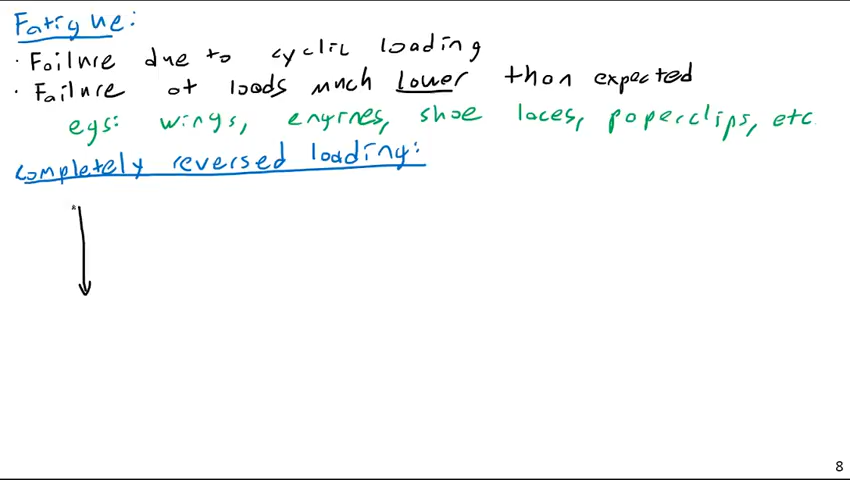 Fatigue:
· Failure due to cyclic loading
· Failure at loads much lower than expected
egs: wings, engines, shoe laces, paperclips, etc
completely reversed loading:
8